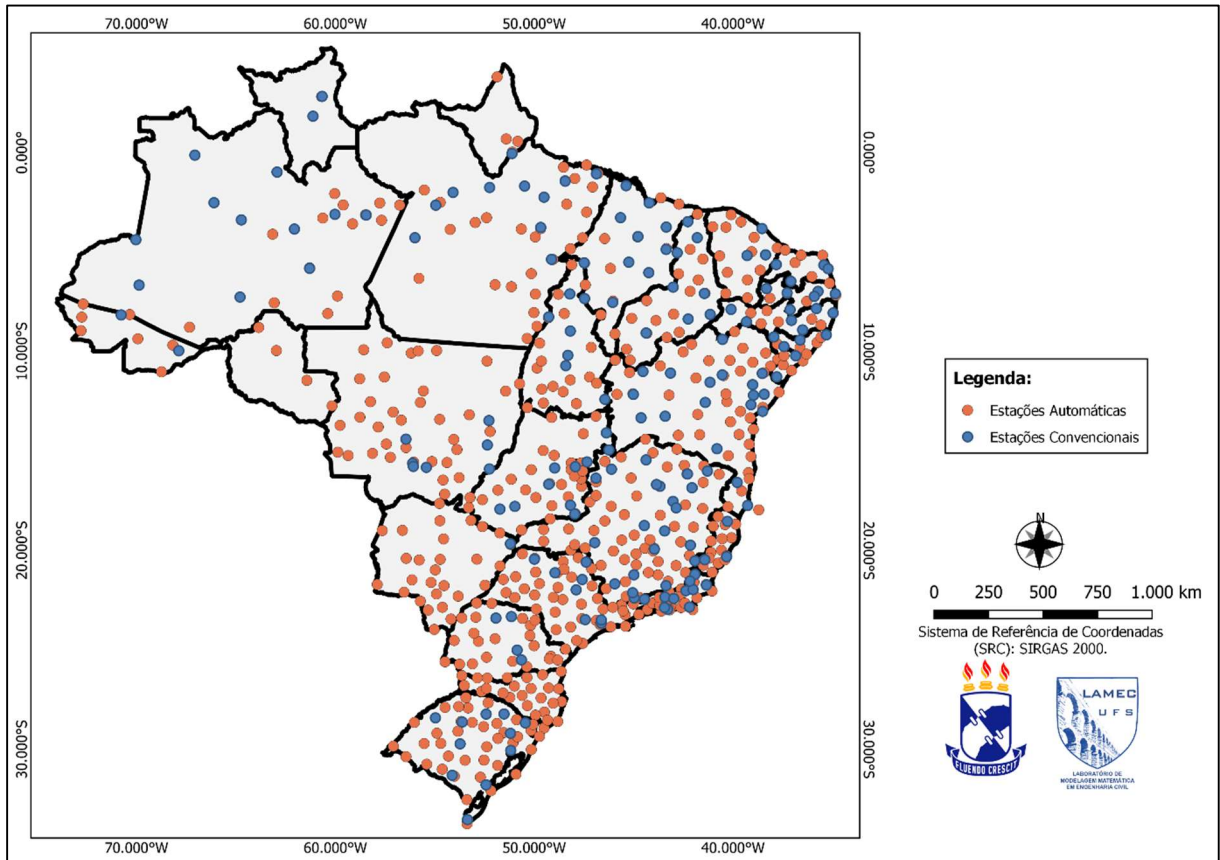 70.000°W 60.000°W 50.000°W 40.000°W
0.000°
10.000°S
20.000°S
30.000°S
0.000°
10.000°S
20.000°S
30.000°S
70.000°W 60.000°W 50.000°W 40.000°W
Legenda:
Estações Automáticas
Estações Convencionais
N
0 250 500 750 1.000 km
Sistema de Referência de Coordenadas
(SRC): SIRGAS 2000.
FLUENDO CRESCIT
LAMEC
UFS
LABORATÓRIO DE
MODELAGEM MATEMÁTICA
EM ENGENHARIA CIVIL